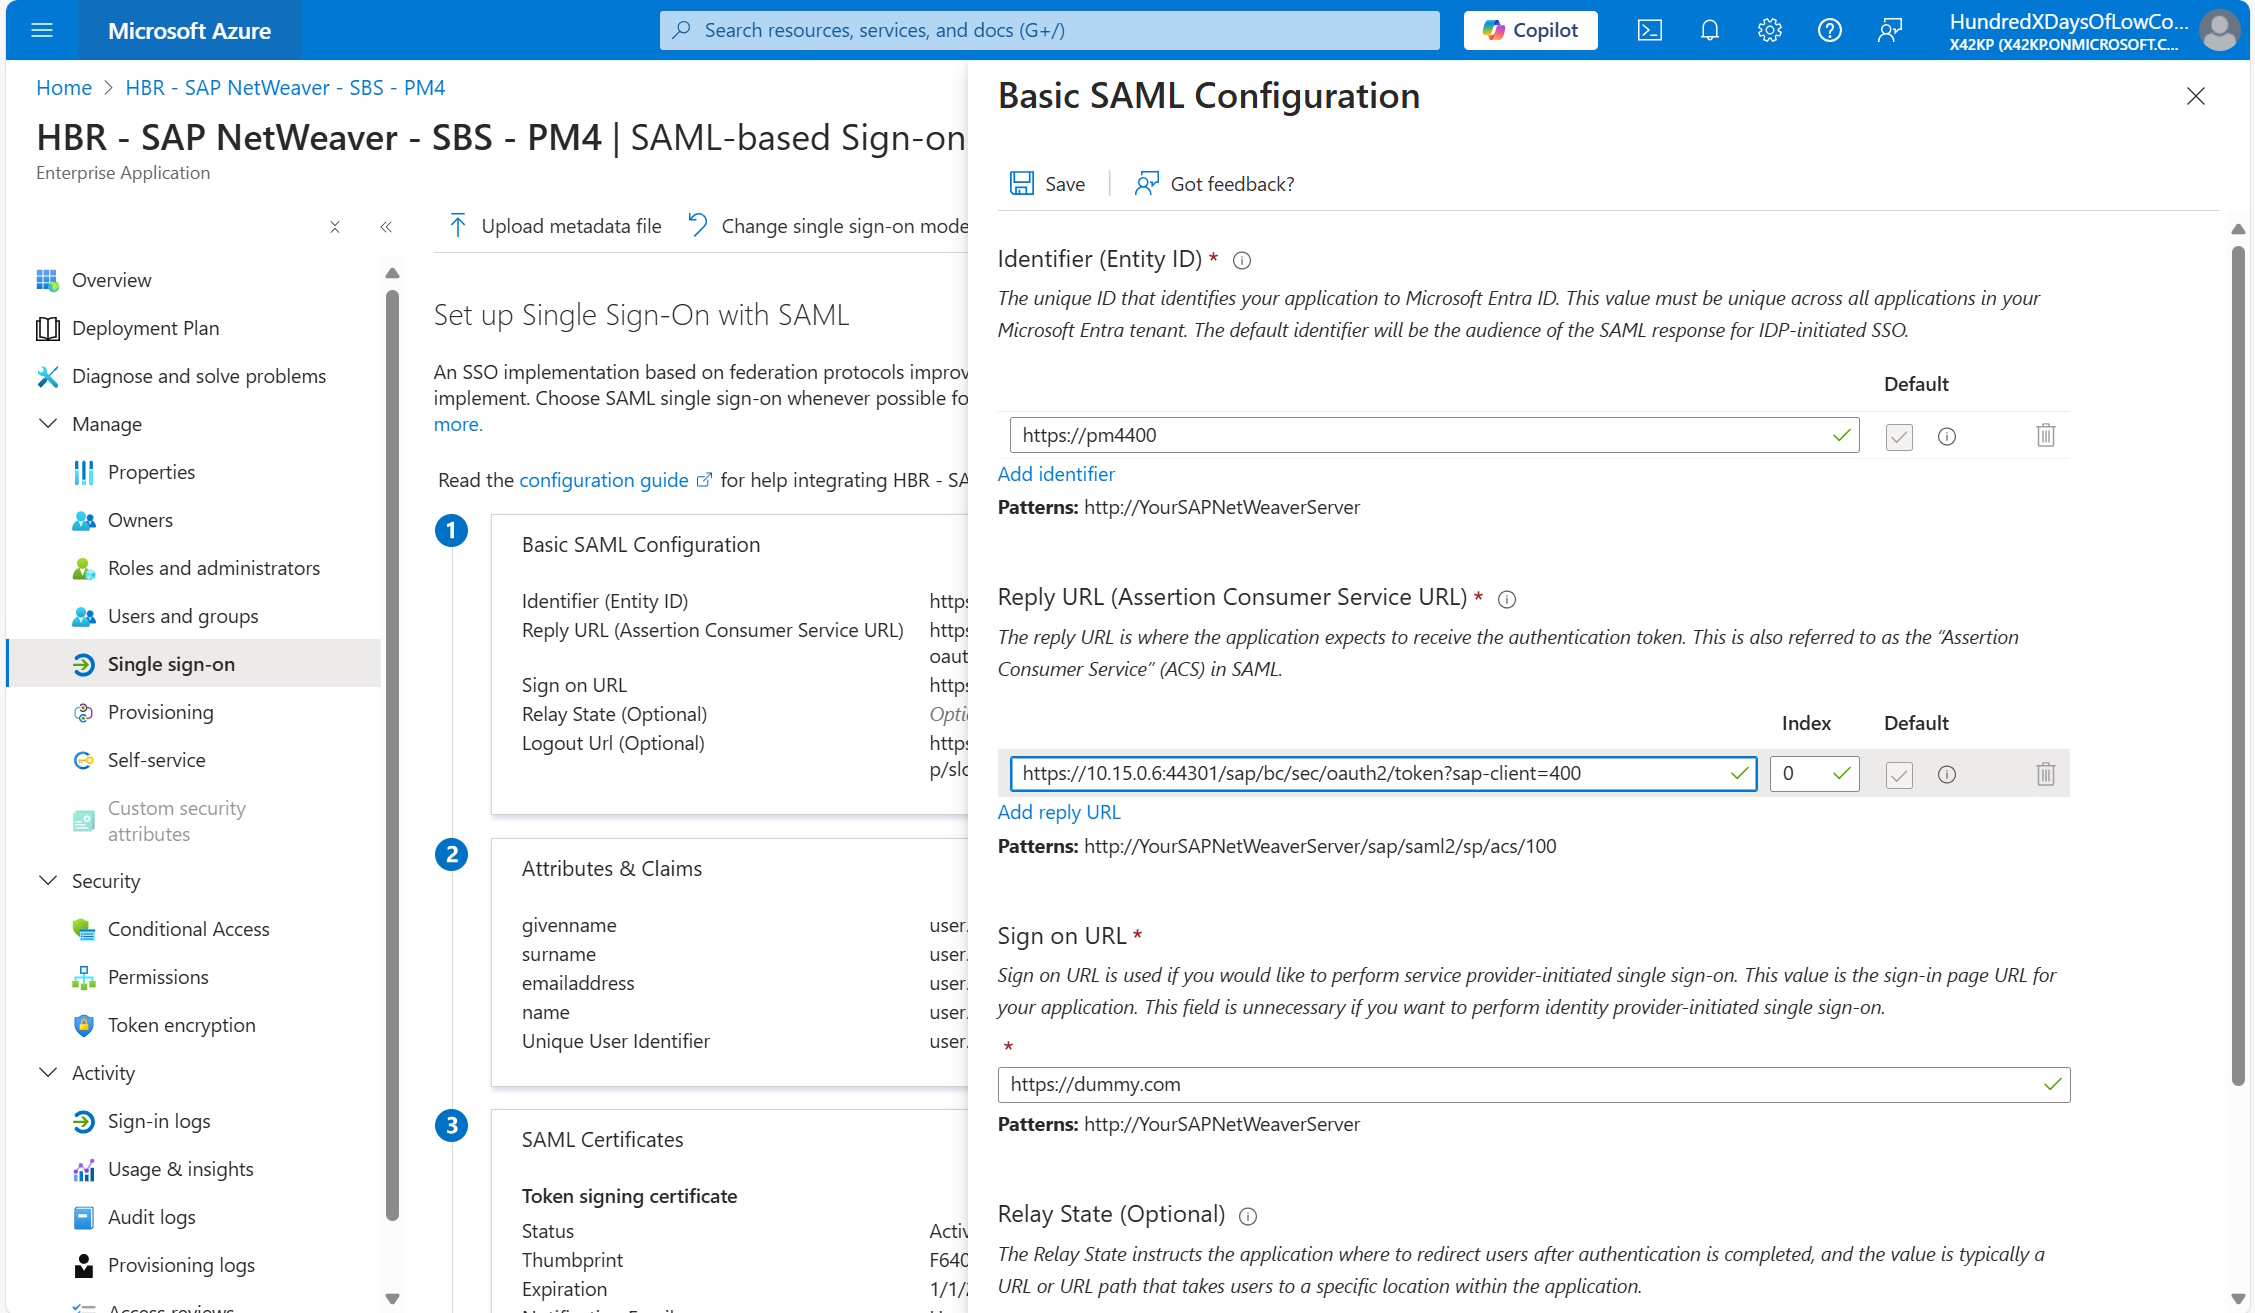 Microsoft Azure
Search resources, services, and docs (G+/)
Copilot
HundredXDaysOfLowCo...
X42KP (X42KP.ONMICROSOFT.C...
Home > HBR - SAP NetWeaver - SBS - PM4
HBR - SAP NetWeaver - SBS - PM4 | SAML-based Sign-on
Enterprise Application
Overview
Deployment Plan
Diagnose and solve problems
Manage
Properties
Owners
Roles and administrators
Users and groups
Single sign-on
Provisioning
Self-service
Custom security
attributes
Security
Conditional Access
Permissions
Token encryption
Activity
Sign-in logs
Usage & insights
Audit logs
Provisioning logs
Access reviews
Upload metadata file
Change single sign-on mode
Set up Single Sign-On with SAML
An SSO implementation based on federation protocols improv
implement. Choose SAML single sign-on whenever possible fo
more.
Read the configuration guide for help integrating HBR - SA
1
Basic SAML Configuration
Identifier (Entity ID) https
Reply URL (Assertion Consumer Service URL) https
oaut
Sign on URL https
Relay State (Optional) Optio
Logout Url (Optional) https
p/slo
2
Attributes & Claims
givenname user.
surname user.
emailaddress user.
name user.
Unique User Identifier user.
3
SAML Certificates
Token signing certificate
Status Activ
Thumbprint F640
Expiration 1/1/
Basic SAML Configuration
Save
Got feedback?
Identifier (Entity ID) *
The unique ID that identifies your application to Microsoft Entra ID. This value must be unique across all applications in your
Microsoft Entra tenant. The default identifier will be the audience of the SAML response for IDP-initiated SSO.
Default
https://pm4400
Add identifier
Patterns: http://YourSAPNetWeaverServer
Reply URL (Assertion Consumer Service URL) *
The reply URL is where the application expects to receive the authentication token. This is also referred to as the “Assertion
Consumer Service” (ACS) in SAML.
Index Default
https://10.15.0.6:44301/sap/bc/sec/oauth2/token?sap-client=400 0
Add reply URL
Patterns: http://YourSAPNetWeaverServer/sap/saml2/sp/acs/100
Sign on URL *
Sign on URL is used if you would like to perform service provider-initiated single sign-on. This value is the sign-in page URL for
your application. This field is unnecessary if you want to perform identity provider-initiated single sign-on.
*
https://dummy.com
Patterns: http://YourSAPNetWeaverServer
Relay State (Optional)
The Relay State instructs the application where to redirect users after authentication is completed, and the value is typically a
URL or URL path that takes users to a specific location within the application.